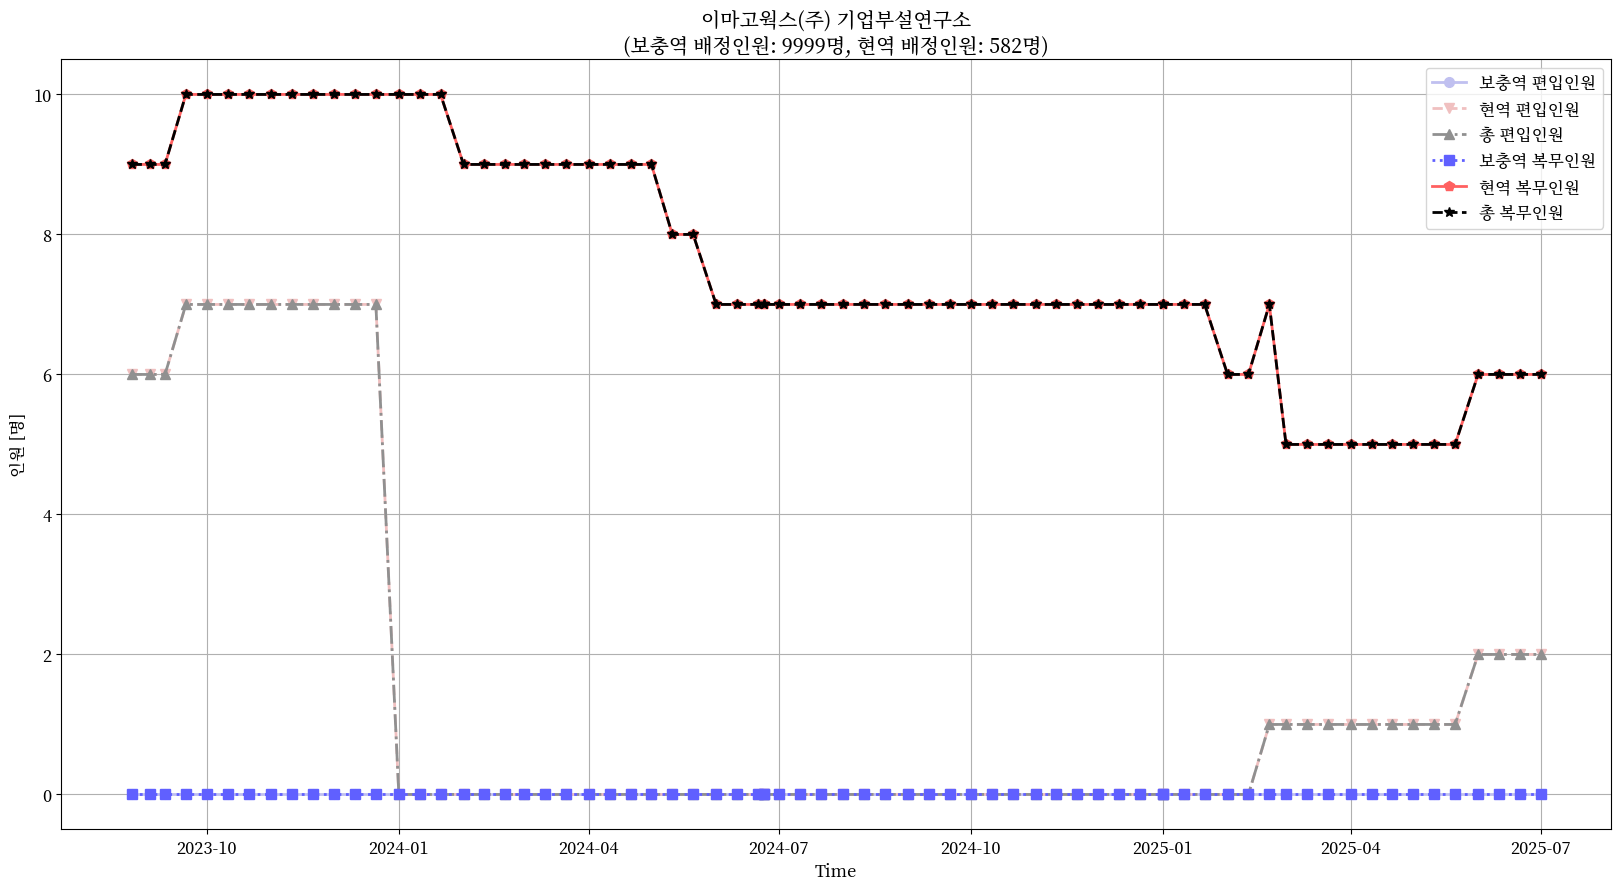 이마고웍스(주) 기업부설연구소
(보충역 배정인원: 9999명, 현역 배정인원: 582명)
보충역 편입인원
현역 편입인원
총 편입인원
보충역 복무인원
현역 복무인원
총 복무인원
인원 [명]
10
8
6
4
2
0
2023-10
2024-01
2024-04
2024-07
2024-10
2025-01
2025-04
2025-07
Time